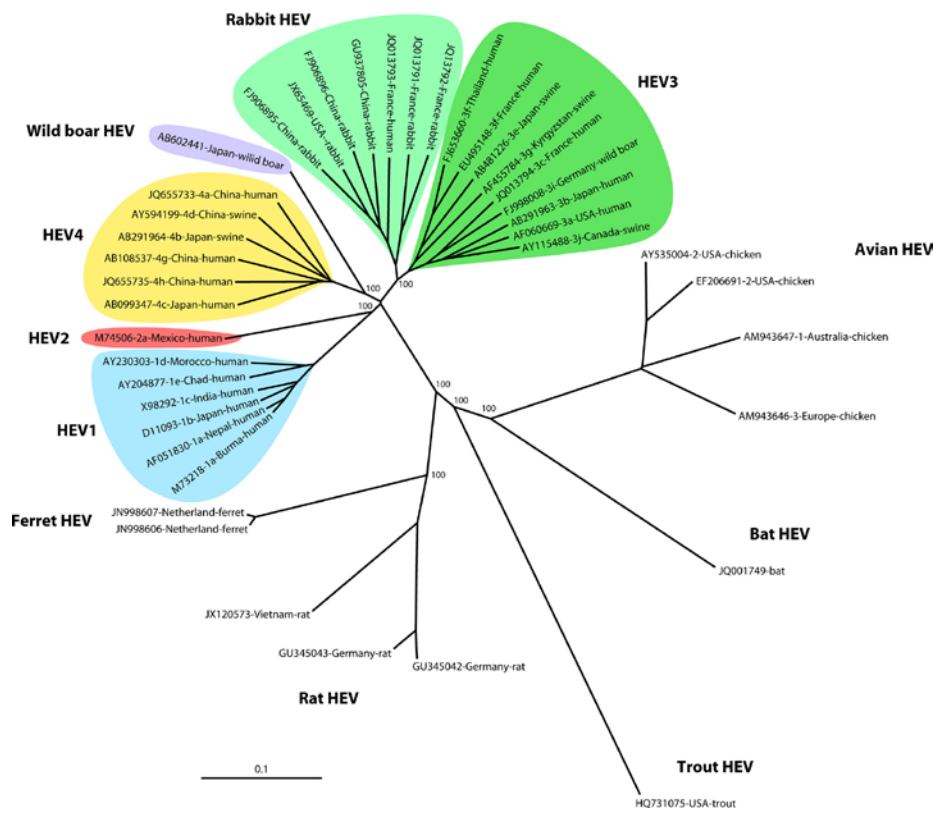 Rabbit HEV
FJ906895-China-rabbit
JX65469-USA--rabbit
FJ906896-China-rabbit
GU937805-China-rabbit
JQ013793-France-human
JQ013791-France-rabbit
JQ13792-France-rabbit
HEV3
FJ653660-3f-Thailand-human
EU495148-3f-France-human
AB481226-3e-Japan-swine
AF455784-3g-Kyrgyzstan-swine
JQ013794-3c-France-human
FJ998008-3i-Germany-wild boar
AB291963-3b-Japan-human
AF060669-3a-USA-human
AY115488-3j-Canada-swine
Wild boar HEV
AB602441-Japan-wilid boar
HEV4
JQ655733-4a-China-human
AY594199-4d-China-swine
AB291964-4b-Japan-swine
AB108537-4g-China-human
JQ655735-4h-China-human
AB099347-4c-Japan-human
HEV2
M74506-2a-Mexico-human
HEV1
AY230303-1d-Morocco-human
AY204877-1e-Chad-human
X98292-1c-India-human
D11093-1b-Japan-human
AF051830-1a-Nepal-human
M73218-1a-Burma-human
100
100
100
100
100
100
100
Avian HEV
AY535004-2-USA-chicken
EF206691-2-USA-chicken
AM943647-1-Australia-chicken
AM943646-3-Europe-chicken
Ferret HEV
JN998607-Netherland-ferret
JN998606-Netherland-ferret
Bat HEV
JQ001749-bat
JX120573-Vietnam-rat
GU345043-Germany-rat
GU345042-Germany-rat
Rat HEV
Trout HEV
HQ731075-USA-trout
0.1